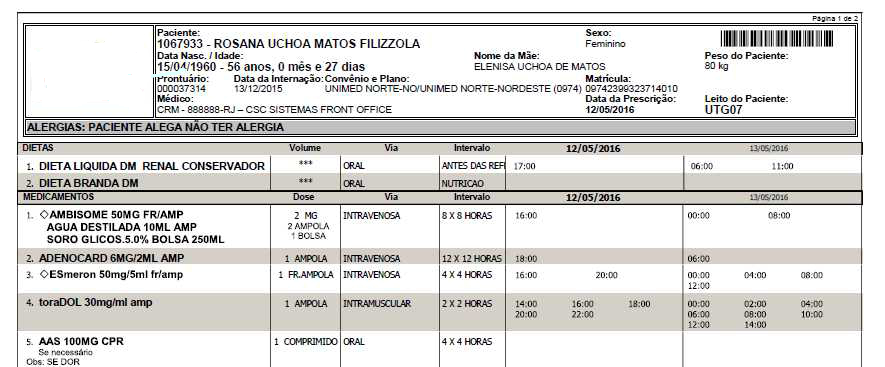 Página 1 de 2
Paciente: Sexo:
1067933 - ROSANA UCHOA MATOS FILIZZOLA Feminino
Data Nasc. / Idade: Nome da Mãe: Peso do Paciente:
15/04/1960 - 56 anos, 0 mês e 27 dias ELENISA UCHOA DE MATOS 80 kg
Prontuário: Data da Internação: Convênio e Plano: Matrícula:
000037314 13/12/2015 UNIMED NORTE-NO/UNIMED NORTE-NORDESTE (0974) 09742399323714010
Médico: Data da Prescrição: Leito do Paciente:
CRM - 888888-RJ – CSC SISTEMAS FRONT OFFICE 12/05/2016 UTG07
ALERGIAS: PACIENTE ALEGA NÃO TER ALERGIA
DIETAS Volume Via Intervalo 12/05/2016 13/05/2016
1. DIETA LIQUIDA DM RENAL CONSERVADOR *** ORAL ANTES DAS REFI 17:00 06:00 11:00
2. DIETA BRANDA DM *** ORAL NUTRICAO
MEDICAMENTOS Dose Via Intervalo 12/05/2016 13/05/2016
1. ◇AMBISOME 50MG FR/AMP 2 MG INTRAVENOSA 8 X 8 HORAS 16:00 00:00 08:00
AGUA DESTILADA 10ML AMP 2 AMPOLA
SORO GLICOS.5.0% BOLSA 250ML 1 BOLSA
2. ADENOCARD 6MG/2ML AMP 1 AMPOLA INTRAVENOSA 12 X 12 HORAS 18:00 06:00
3. ◇ESmeron 50mg/5ml fr/amp 1 FR.AMPOLA INTRAVENOSA 4 X 4 HORAS 16:00 20:00 00:00 04:00 08:00
12:00
4. toraDOL 30mg/ml amp 1 AMPOLA INTRAMUSCULAR 2 X 2 HORAS 14:00 16:00 18:00 00:00 02:00 04:00
20:00 22:00 06:00 08:00 10:00
12:00 14:00
5. AAS 100MG CPR 1 COMPRIMIDO ORAL 4 X 4 HORAS
Se necessário
Obs: SE DOR